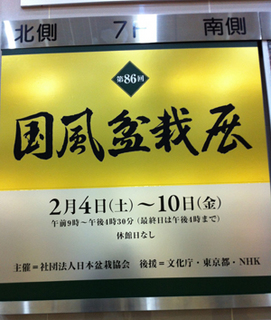 北側 7F 南側
第86回
国風盆栽展
2月4日(土)～10日(金)
午前9時～午後4時30分(最終日は午後4時まで)
休館日なし
主催＝社団法人日本盆栽協会 後援＝文化庁・東京都・NHK